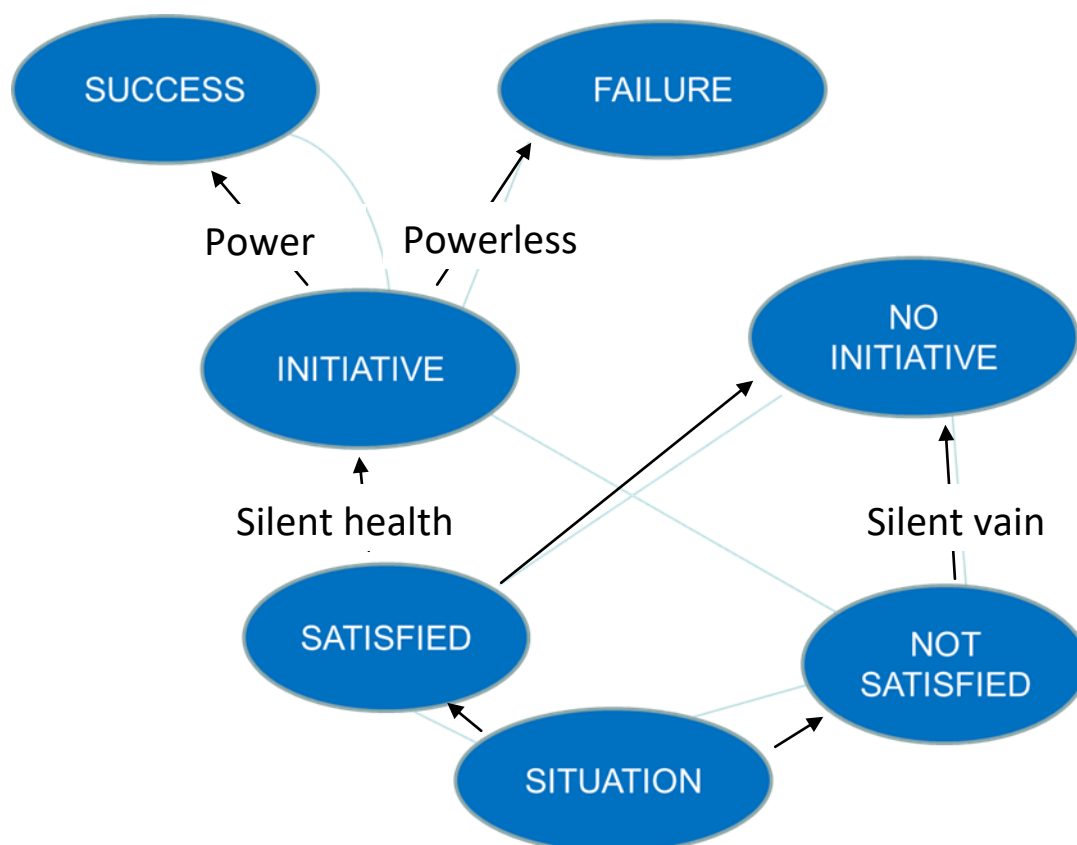 SUCCESS
FAILURE
Power
Powerless
NO
INITIATIVE
INITIATIVE
Silent health
Silent vain
SATISFIED
NOT
SATISFIED
SITUATION